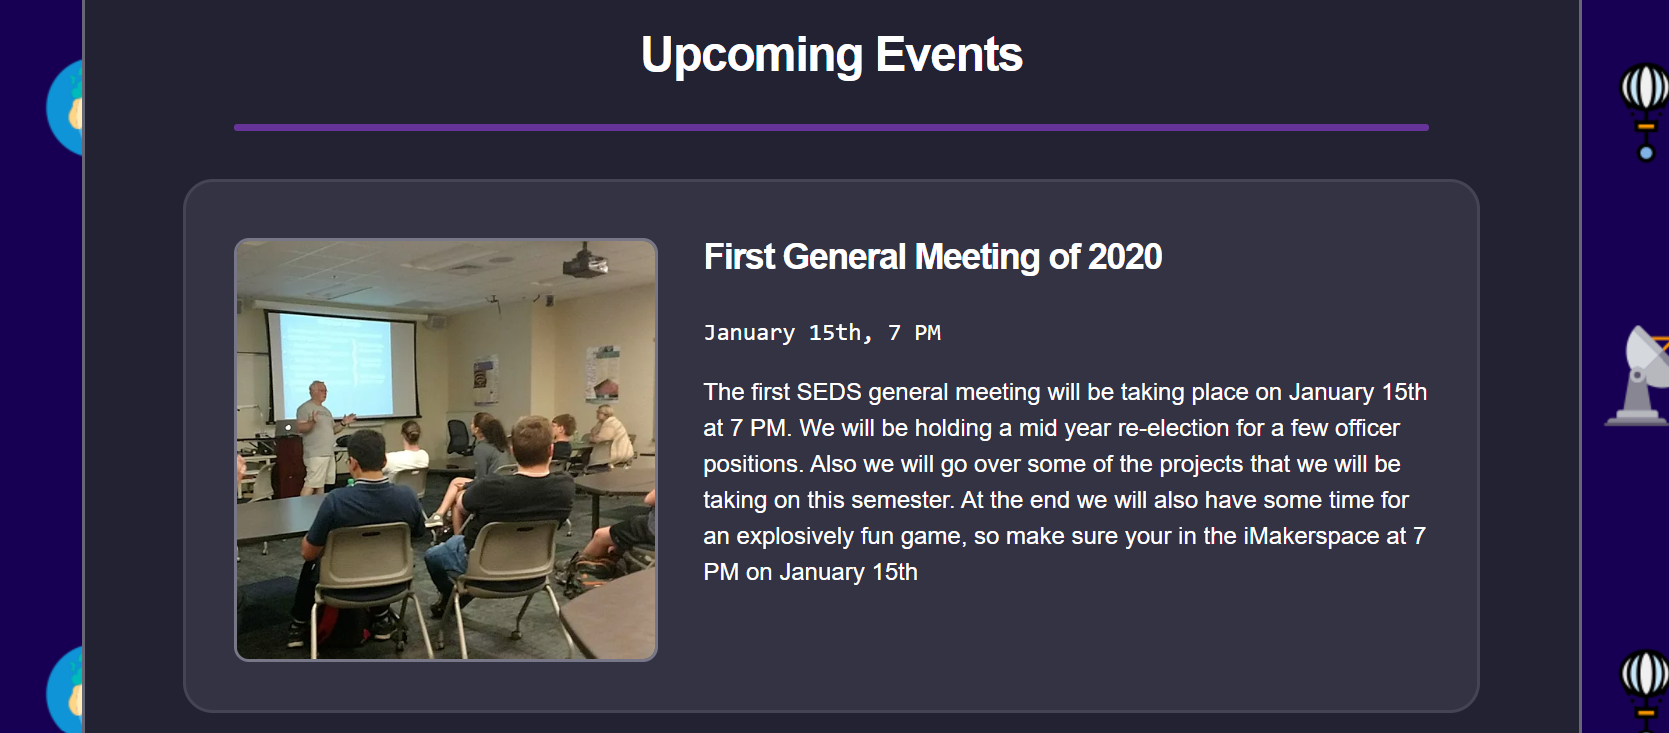 Upcoming Events
First General Meeting of 2020
January 15th, 7 PM
The first SEDS general meeting will be taking place on January 15th
at 7 PM. We will be holding a mid year re-election for a few officer
positions. Also we will go over some of the projects that we will be
taking on this semester. At the end we will also have some time for
an explosively fun game, so make sure your in the iMakerspace at 7
PM on January 15th